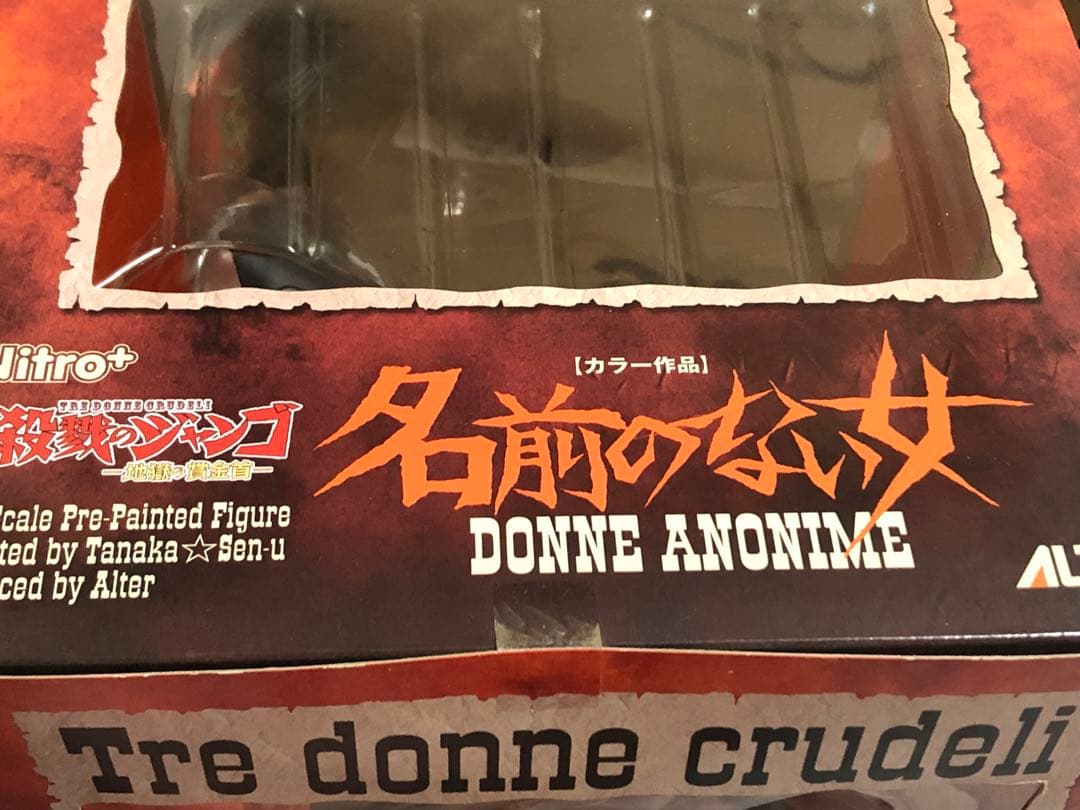 Nitro+
TRE DONNE CRUDELI
殺戮のジャンゴ
―地獄の賞金首―
【カラー作品】
名前のない女
DONNE ANONIME
Scale Pre-Painted Figure
ted by Tanaka☆Sen-u
ced by Alter
AL
Tre donne crudeli